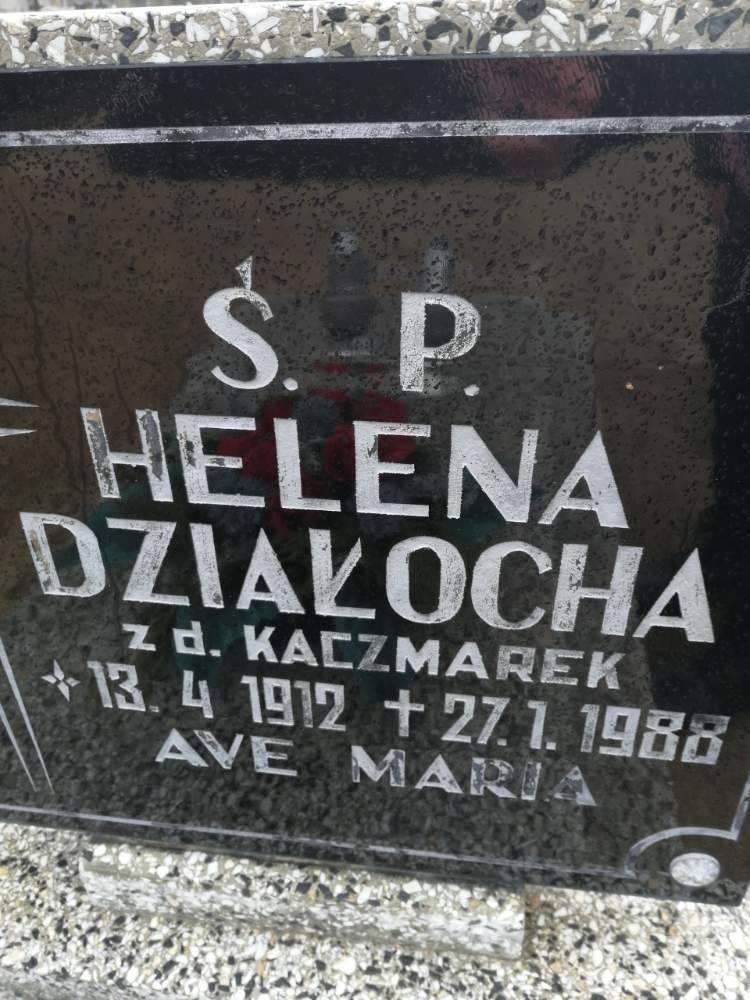 Ś. P.
HELENA
DZIAŁOCHA
z d. KACZMAREK
13. 4 1912 † 27.1.1988
AVE MARIA